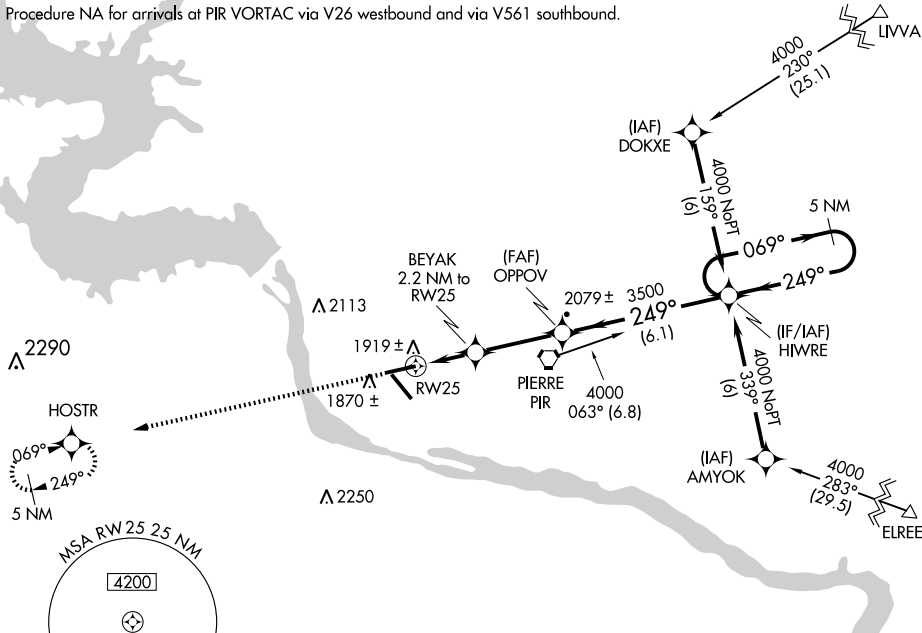 Procedure NA for arrivals at PIR VORTAC via V26 westbound and via V561 southbound.
LIVVA
4000
230°
(25.1)
(IAF)
DOKXE
4000 NoPT
159°
(6)
5 NM
069°
249°
BEYAK
2.2 NM to
RW25
(FAF)
OPPOV
2079 ±
3500
249°
(6.1)
(IF/IAF)
HIWRE
2113
2290
1919 ±
RW25
1870 ±
PIERRE
PIR
4000
063° (6.8)
4000 NoPT
339°
(6)
HOSTR
069°
249°
5 NM
(IAF)
AMYOK
4000
283°
(29.5)
ELREE
2250
MSA RW25 25 NM
4200